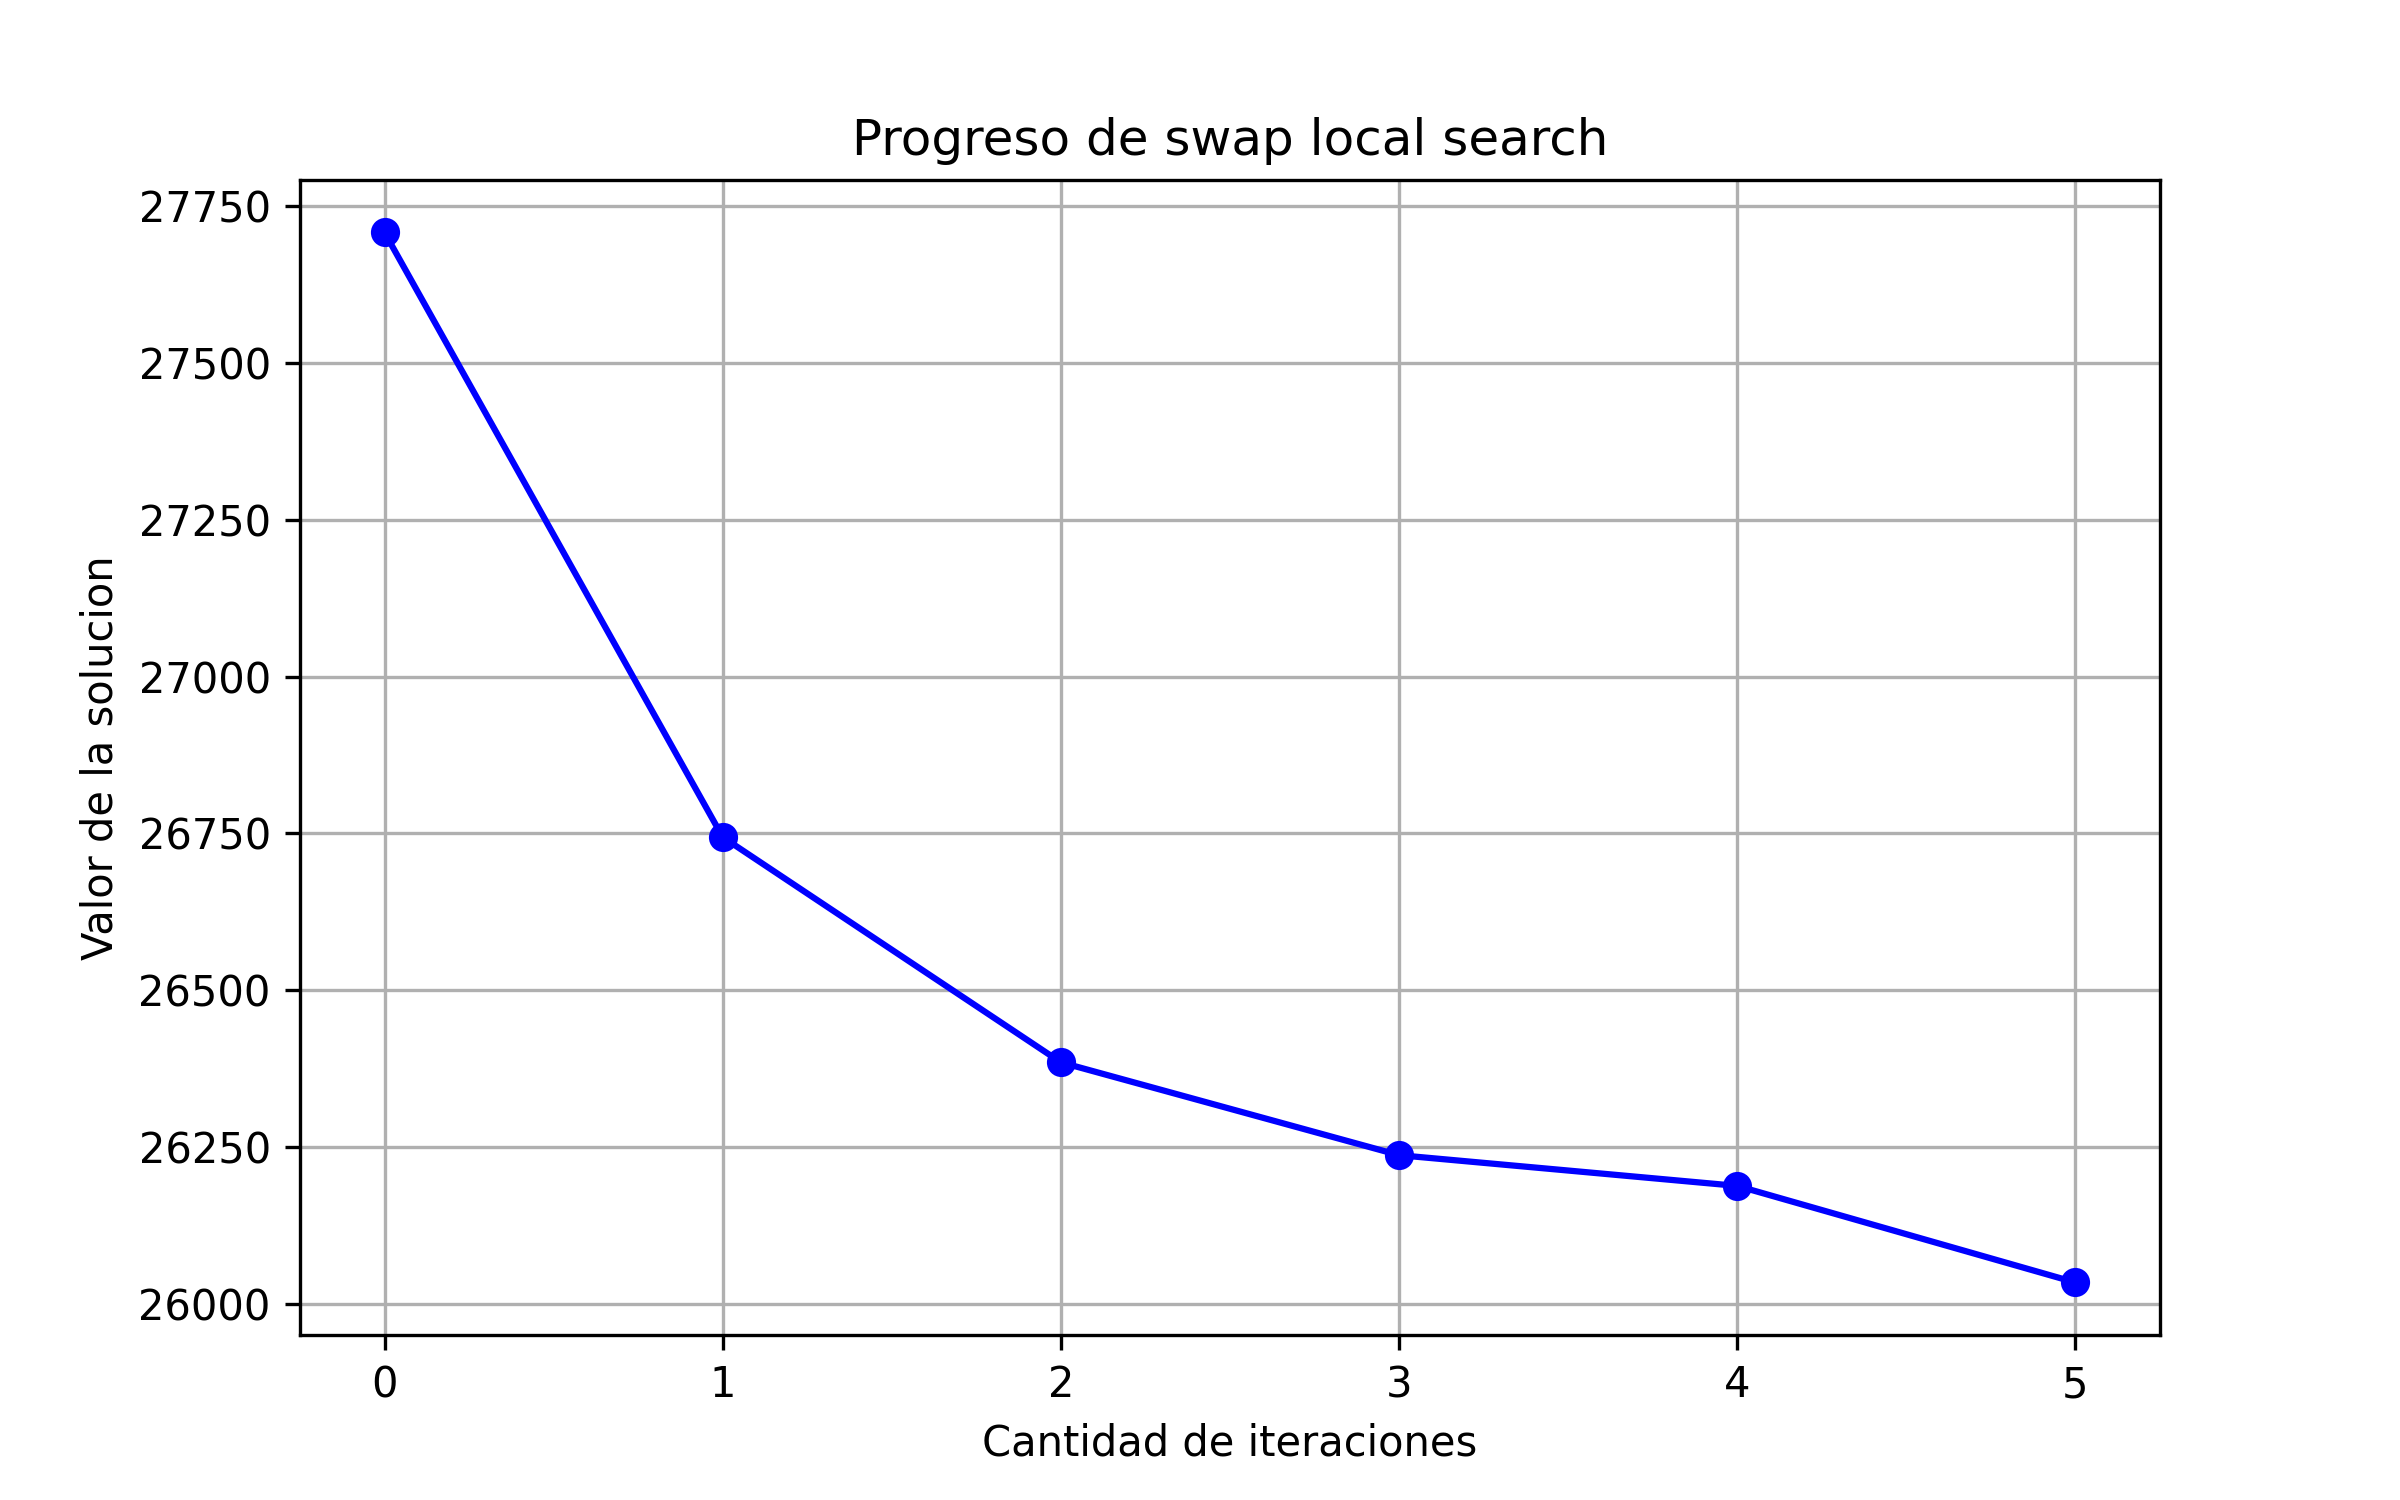 Progreso de swap local search
27750
27500
27250
27000
26750
26500
26250
26000
Valor de la solucion
0 1 2 3 4 5
Cantidad de iteraciones